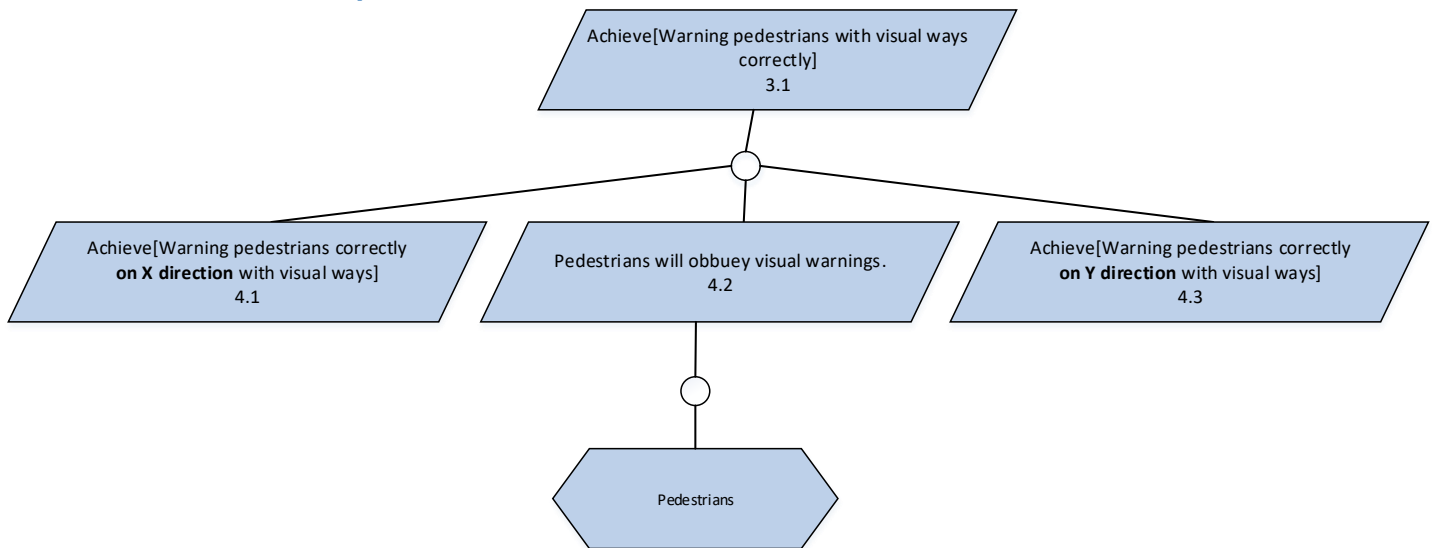 Achieve[Warning pedestrians with visual ways
correctly]
3.1
Achieve[Warning pedestrians correctly
on X direction with visual ways]
4.1
Pedestrians will obbuey visual warnings.
4.2
Achieve[Warning pedestrians correctly
on Y direction with visual ways]
4.3
Pedestrians